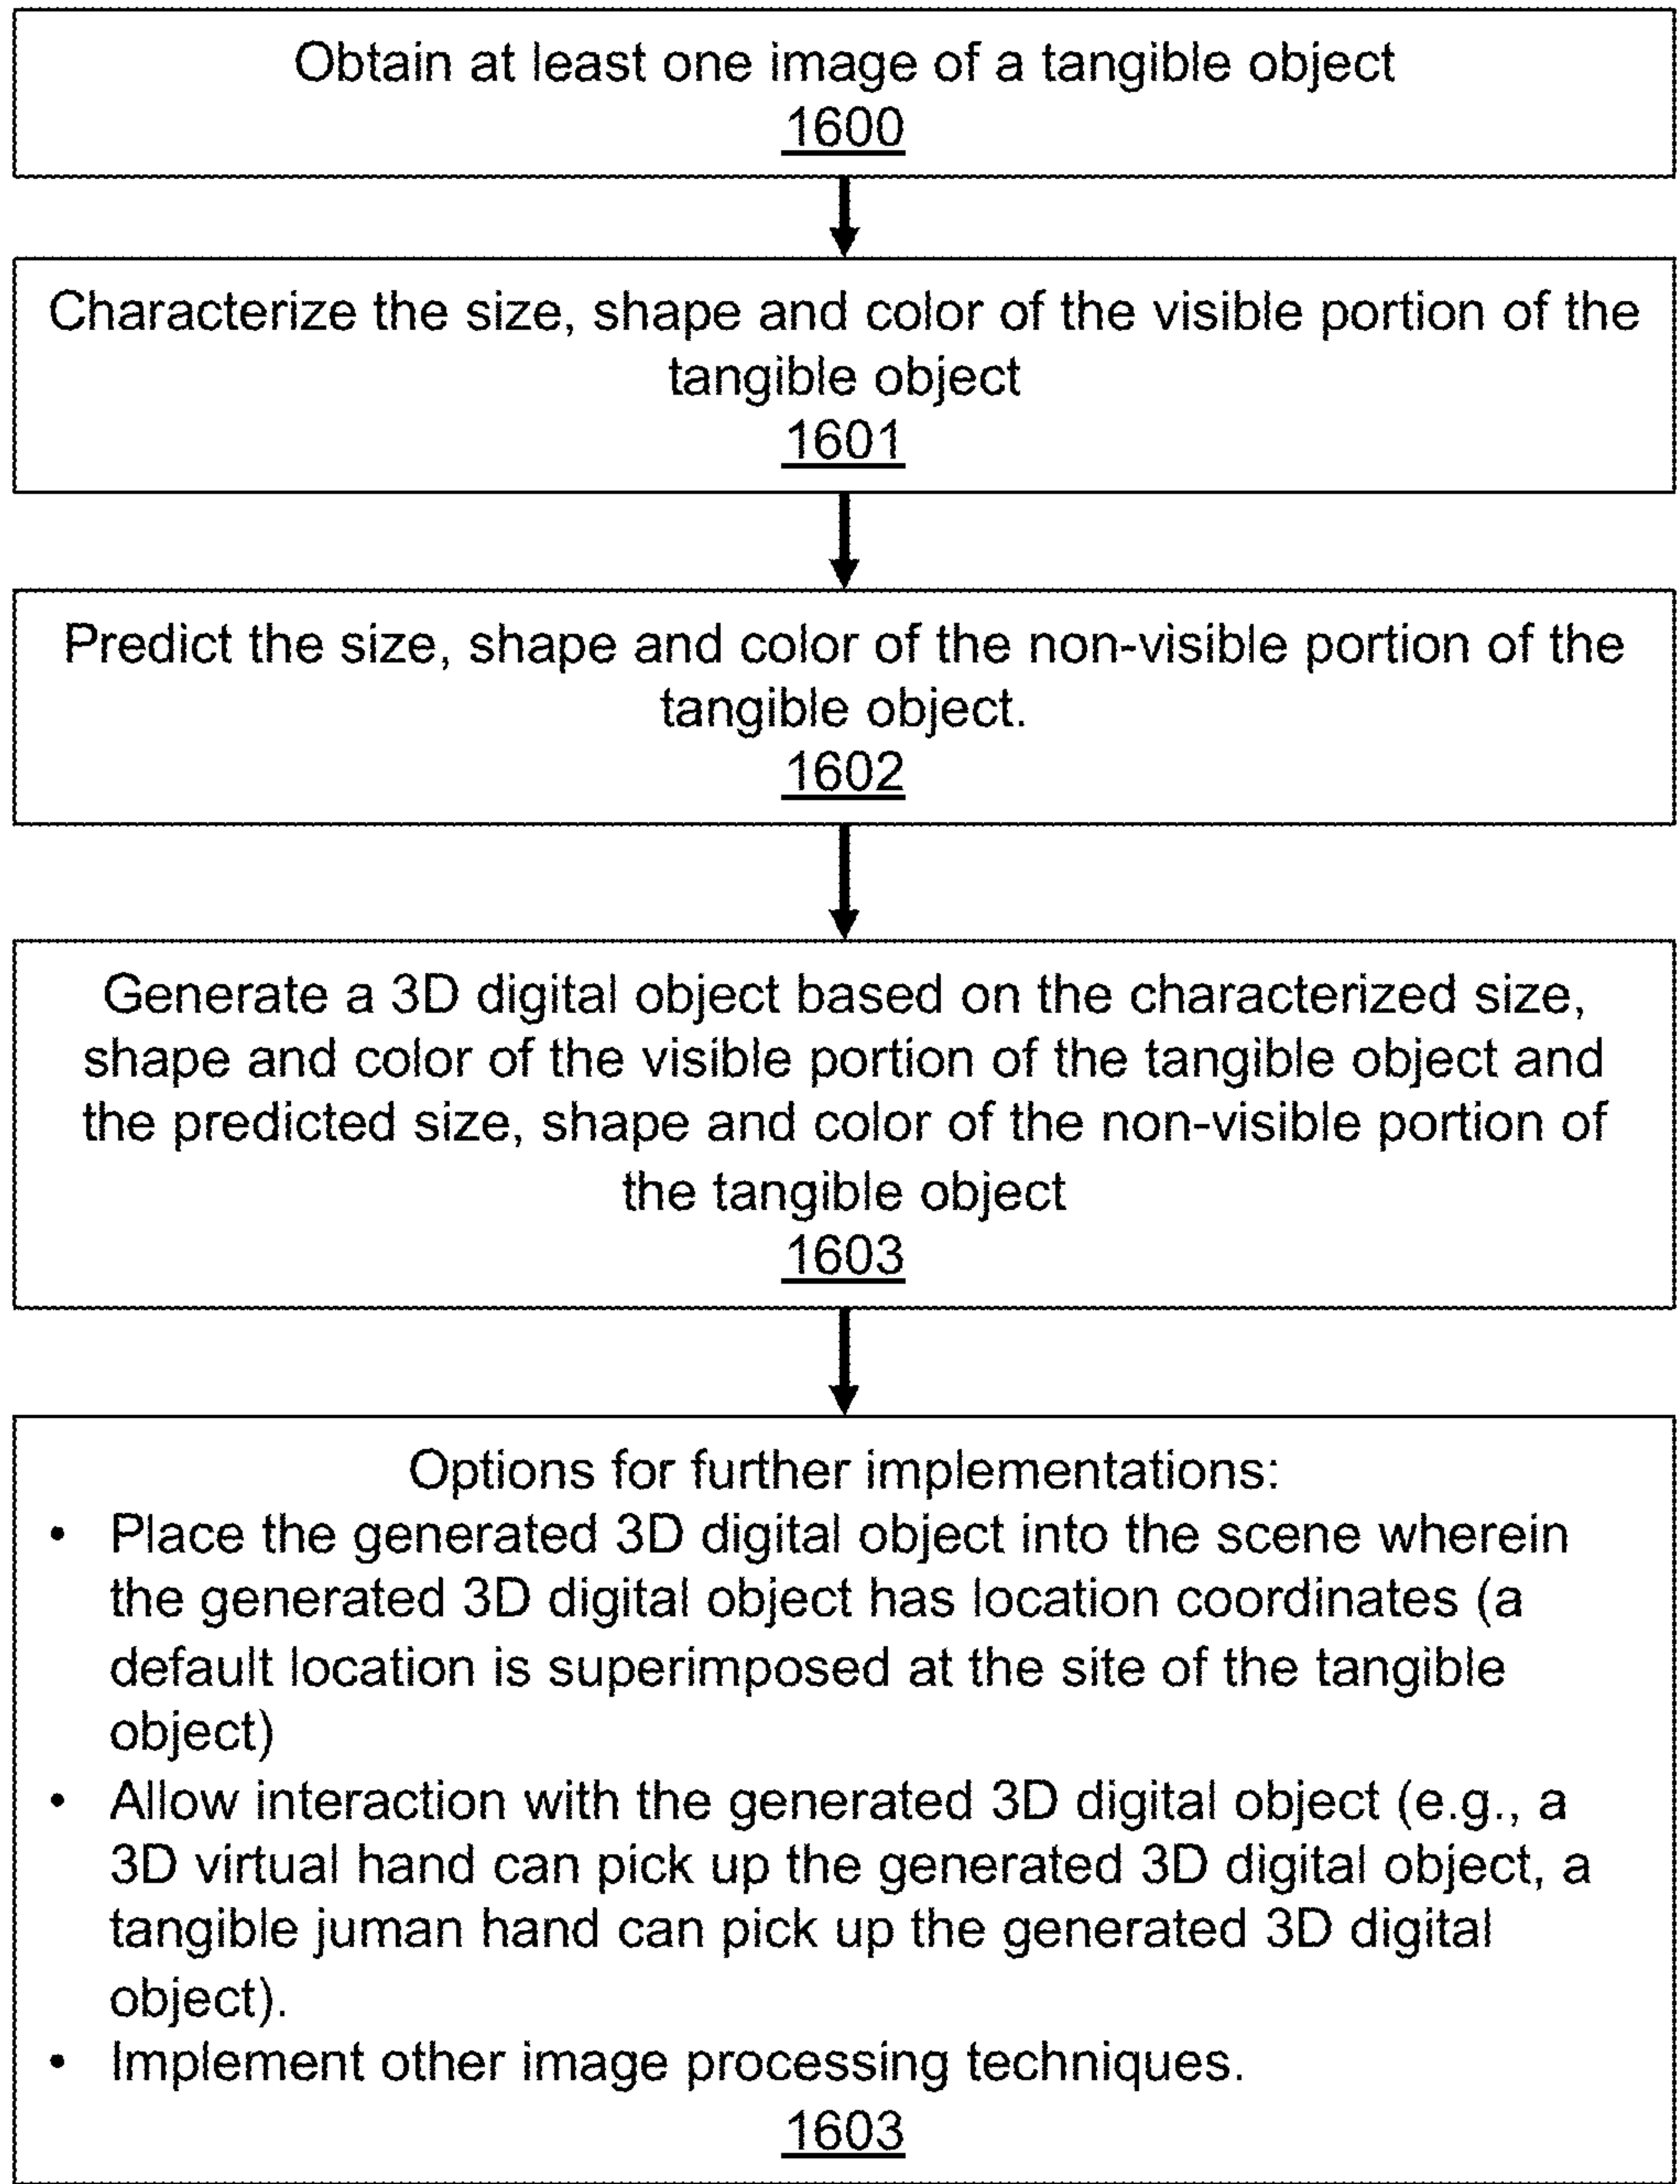 Obtain at least one image of a tangible object
1600
Characterize the size, shape and color of the visible portion of the
tangible object
1601
Predict the size, shape and color of the non-visible portion of the
tangible object.
1602
Generate a 3D digital object based on the characterized size,
shape and color of the visible portion of the tangible object and
the predicted size, shape and color of the non-visible portion of
the tangible object
1603
Options for further implementations:
• Place the generated 3D digital object into the scene wherein
the generated 3D digital object has location coordinates (a
default location is superimposed at the site of the tangible
object)
• Allow interaction with the generated 3D digital object (e.g., a
3D virtual hand can pick up the generated 3D digital object, a
tangible juman hand can pick up the generated 3D digital
object).
• Implement other image processing techniques.
1603